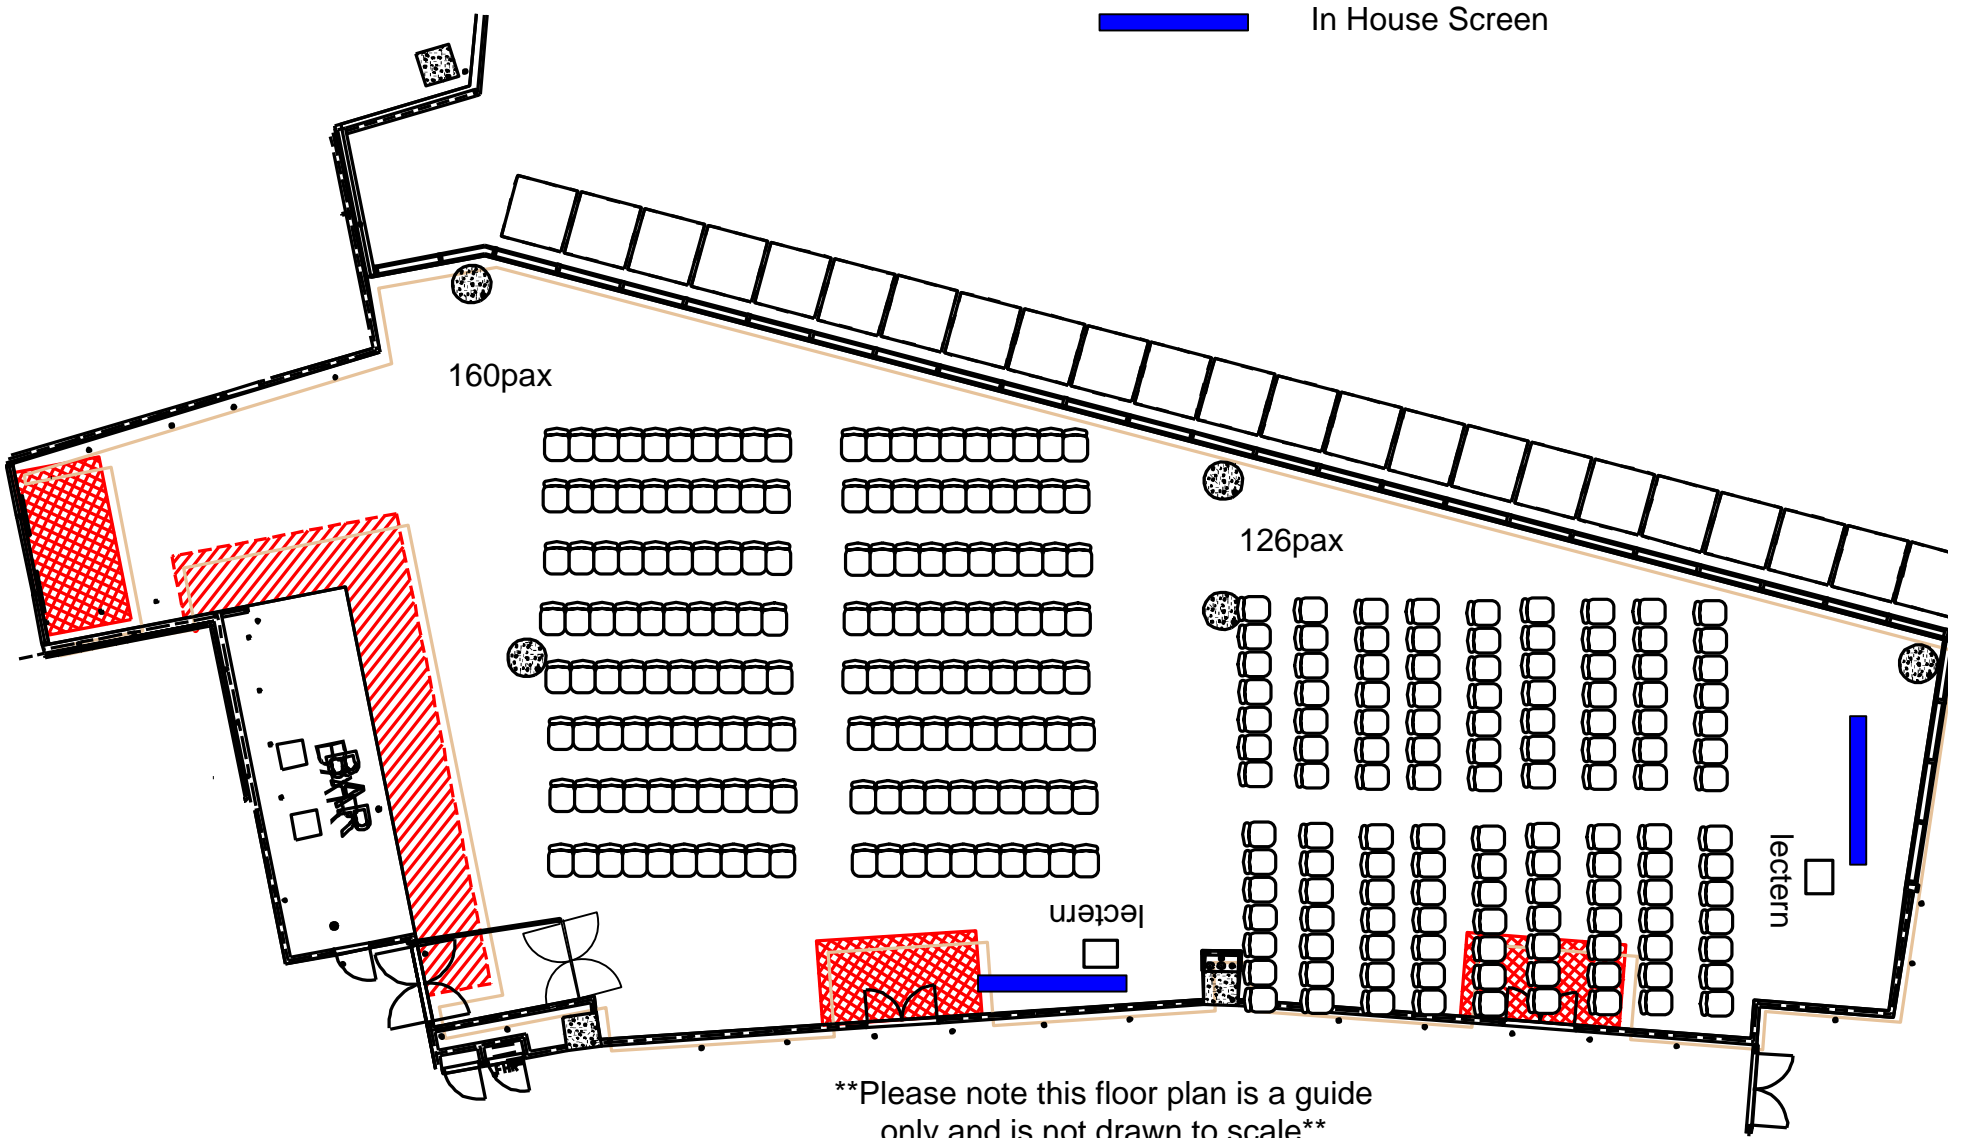 In House Screen
160pax
126pax
BAR
lectern
lectern
FHR
**Please note this floor plan is a guide
only and is not drawn to scale**